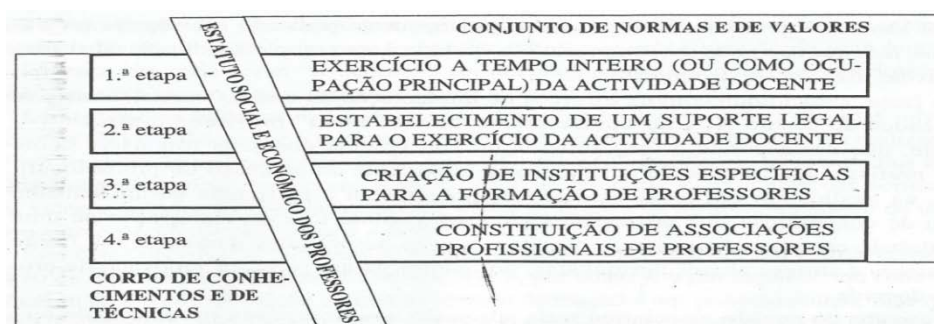 CONJUNTO DE NORMAS E DE VALORES
1.ª etapa
EXERCÍCIO A TEMPO INTEIRO (OU COMO OCU-
PAÇÃO PRINCIPAL) DA ACTIVIDADE DOCENTE
2.ª etapa
ESTABELECIMENTO DE UM SUPORTE LEGAL
PARA O EXERCÍCIO DA ACTIVIDADE DOCENTE
3.ª etapa
CRIAÇÃO DE INSTITUIÇÕES ESPECÍFICAS
PARA A FORMAÇÃO DE PROFESSORES
4.ª etapa
CONSTITUIÇÃO DE ASSOCIAÇÕES
PROFISSIONAIS DE PROFESSORES
ESTATUTO SOCIAL E ECONÓMICO DOS PROFESSORES
CORPO DE CONHE-
CIMENTOS E DE
TÉCNICAS